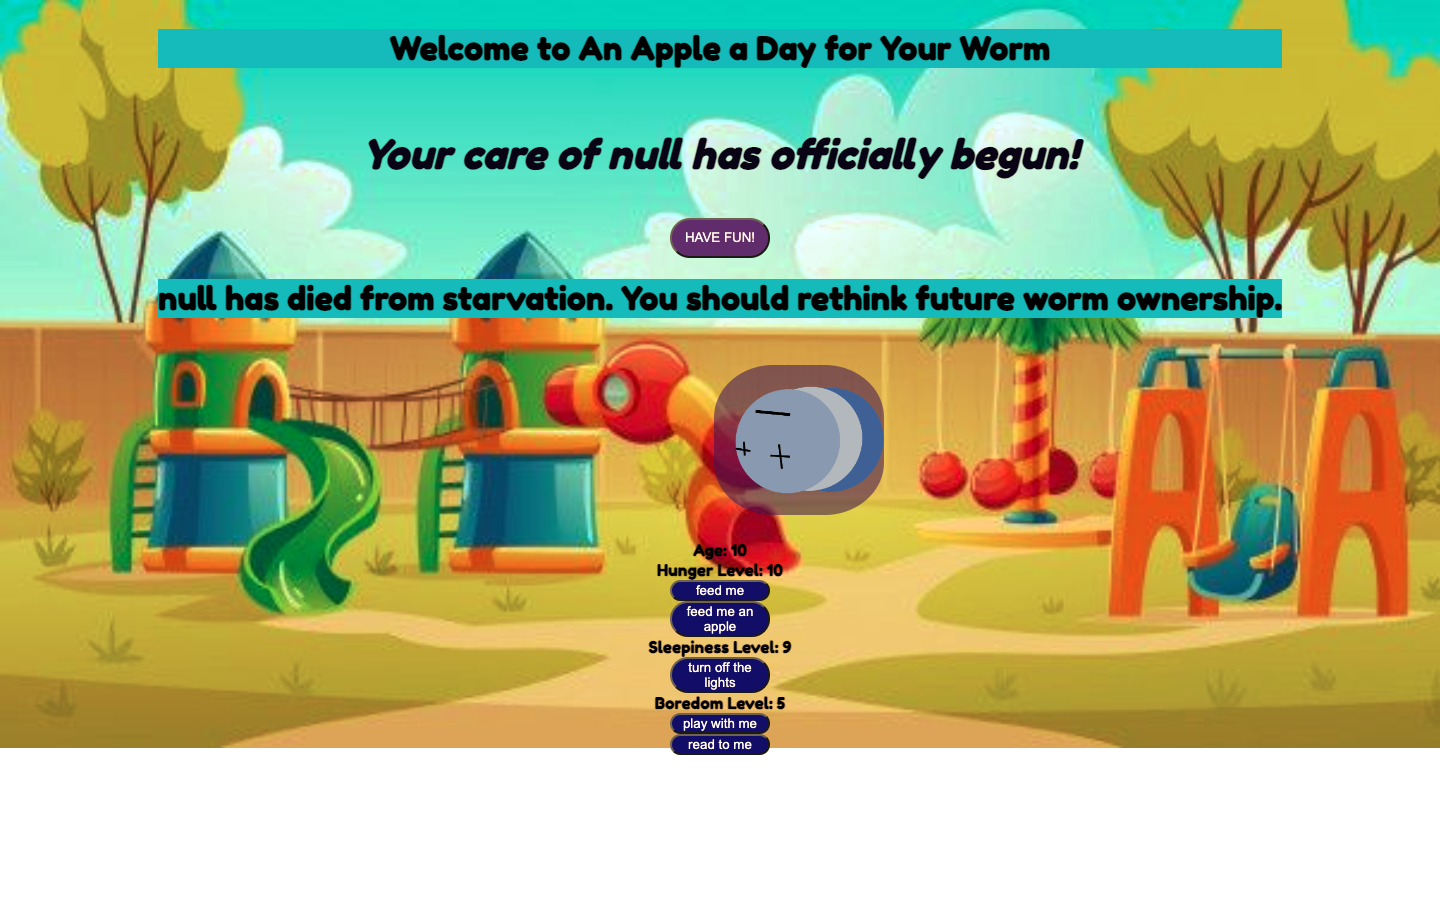 Welcome to An Apple a Day for Your Worm
Your care of null has officially begun!
HAVE FUN!
null has died from starvation. You should rethink future worm ownership.
Age: 10
Hunger Level: 10
feed me
feed me an
apple
Sleepiness Level: 9
turn off the
lights
Boredom Level: 5
play with me
read to me